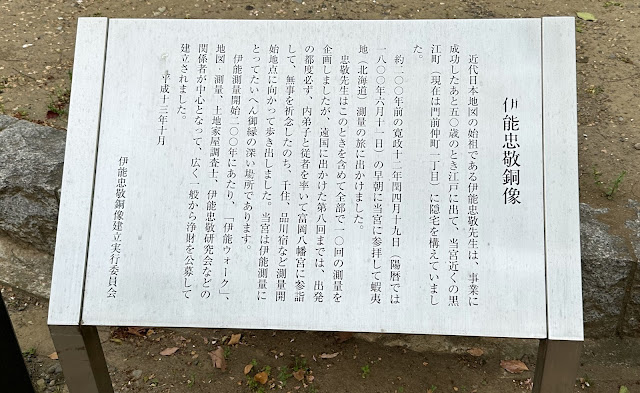 伊能忠敬銅像
近代日本地図の始祖である伊能忠敬先生は、事業に
成功したあと五〇歳のとき江戸に出て、当宮近くの黒
江町（現在は門前仲町一丁目）に隠宅を構えていまし
た。
約二〇〇年前の寛政十二年閏四月十九日（陽暦では
一八〇〇年六月十一日）の早朝に当宮に参拝して蝦夷
地（北海道）測量の旅に出かけました。
忠敬先生はこのときを含めて全部で一〇回の測量を
企画しましたが、遠国に出かけた第八回までは、出発
の都度必ず、内弟子と従者を率いて富岡八幡宮に参詣
して、無事を祈念したのち、千住、品川宿など測量開
始地点に向かって歩き出しました。当宮は伊能測量に
とってたいへん御縁の深い場所であります。
伊能測量開始二〇〇年にあたり、「伊能ウォーク」、
地図・測量、土地家屋調査士、伊能忠敬研究会などの
関係者が中心となって、広く一般から浄財を公募して
建立されました。
平成十三年十月
伊能忠敬銅像建立実行委員会